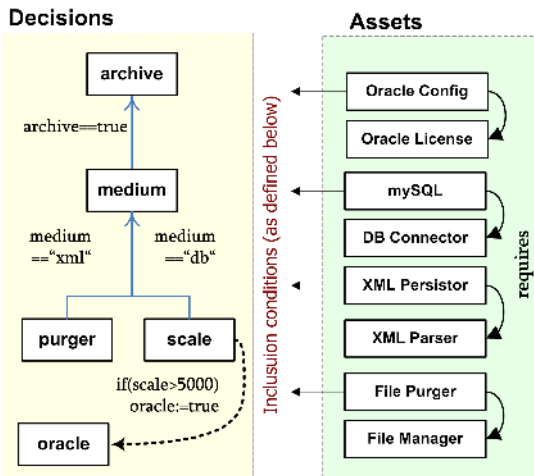 Decisions
archive
archive==true
medium
medium
=="xml"
medium
=="db"
purger
scale
if(scale>5000)
oracle:=true
oracle
Inclusuion conditions (as defined below)
Assets
Oracle Config
Oracle License
mySQL
DB Connector
XML Persistor
XML Parser
File Purger
File Manager
requires